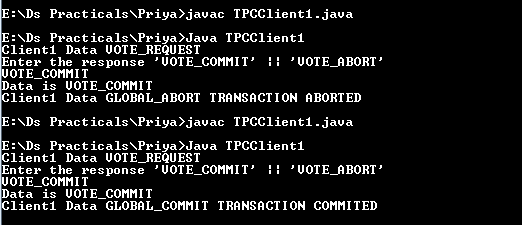 E:\Ds Practicals\Priya>javac TPCClient1.java
E:\Ds Practicals\Priya>Java TPCClient1
Client1 Data VOTE_REQUEST
Enter the response 'VOTE_COMMIT' || 'VOTE_ABORT'
VOTE_COMMIT
Data is VOTE_COMMIT
Client1 Data GLOBAL_ABORT TRANSACTION ABORTED
E:\Ds Practicals\Priya>javac TPCClient1.java
E:\Ds Practicals\Priya>Java TPCClient1
Client1 Data VOTE_REQUEST
Enter the response 'VOTE_COMMIT' || 'VOTE_ABORT'
VOTE_COMMIT
Data is VOTE_COMMIT
Client1 Data GLOBAL_COMMIT TRANSACTION COMMITED